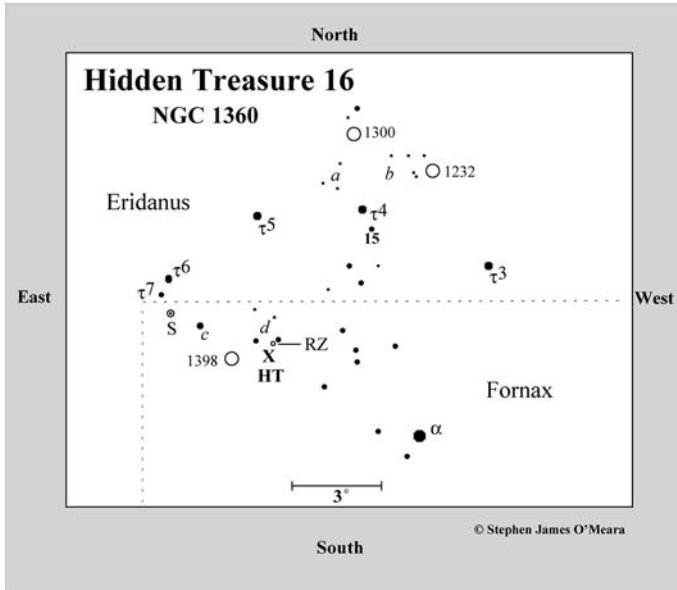 North
Hidden Treasure 16
NGC 1360
1300
a
b
1232
Eridanus
τ4
τ5
15
τ6
τ3
τ7
East
West
S
c
d
RZ
1398
X
HT
Fornax
α
3°
© Stephen James O’Meara
South